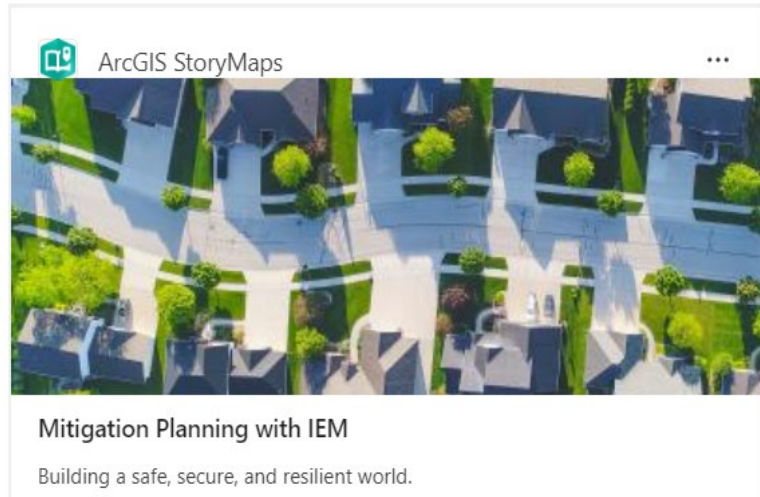 ArcGIS StoryMaps
Mitigation Planning with IEM
Building a safe, secure, and resilient world.